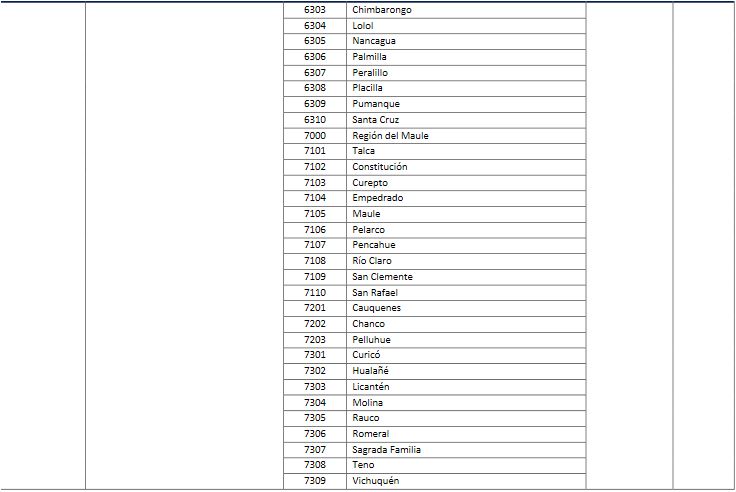 6303 Chimbarongo
6304 Lolol
6305 Nancagua
6306 Palmilla
6307 Peralillo
6308 Placilla
6309 Pumanque
6310 Santa Cruz
7000 Región del Maule
7101 Talca
7102 Constitución
7103 Curepto
7104 Empedrado
7105 Maule
7106 Pelarco
7107 Pencahue
7108 Río Claro
7109 San Clemente
7110 San Rafael
7201 Cauquenes
7202 Chanco
7203 Pelluhue
7301 Curicó
7302 Hualañé
7303 Licantén
7304 Molina
7305 Rauco
7306 Romeral
7307 Sagrada Familia
7308 Teno
7309 Vichuquén